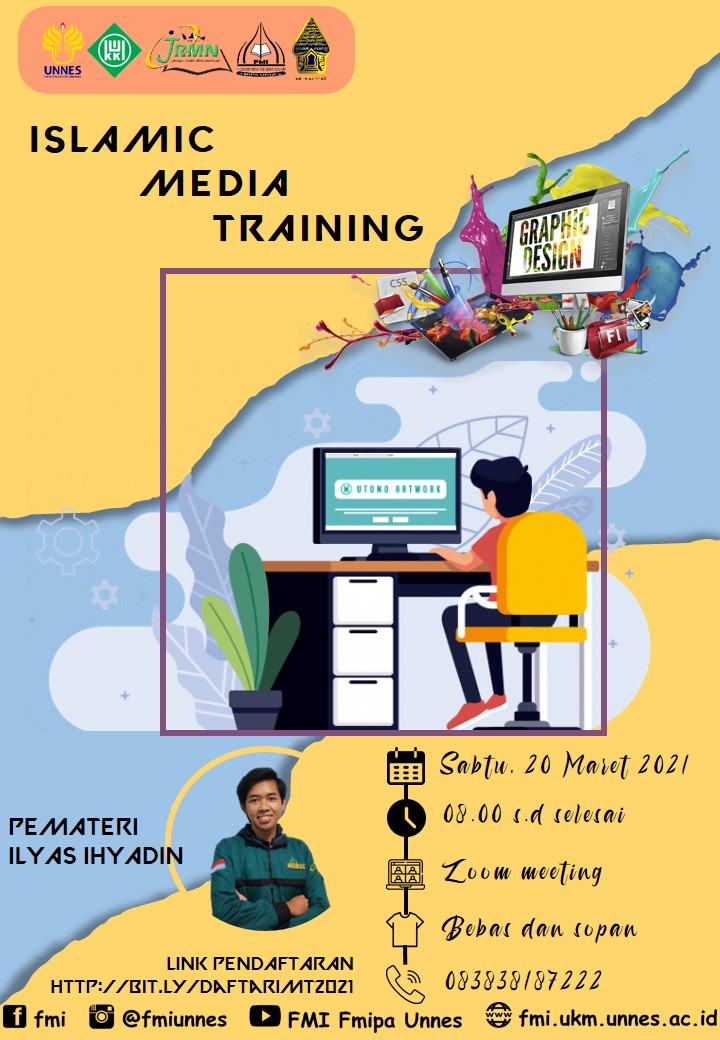 UNNES
KKI
JRMN
FMI
ISLAMIC
MEDIA
TRAINING
GRAPHIC
DESIGN
CSS
Fl
UTOMO ARTWORK
PEMATERI
ILYAS IHYADIN
Sabtu, 20 Maret 2021
08.00 s.d selesai
Zoom meeting
Bebas dan sopan
083838187222
LINK PENDAFTARAN
HTTP://BIT.LY/DAFTARIMT2021
fmi
@fmiunnes
FMI Fmipa Unnes
fmi.ukm.unnes.ac.id